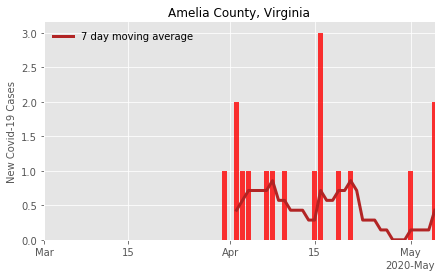 Amelia County, Virginia
7 day moving average
New Covid-19 Cases
3.0
2.5
2.0
1.5
1.0
0.5
0.0
Mar 15 Apr 15 May
2020-May